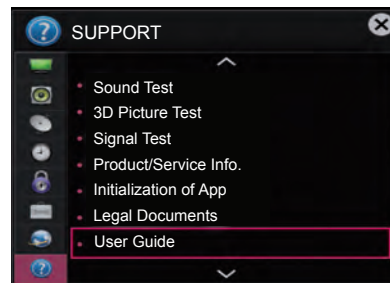 SUPPORT
Sound Test
3D Picture Test
Signal Test
Product/Service Info.
Initialization of App
Legal Documents
User Guide